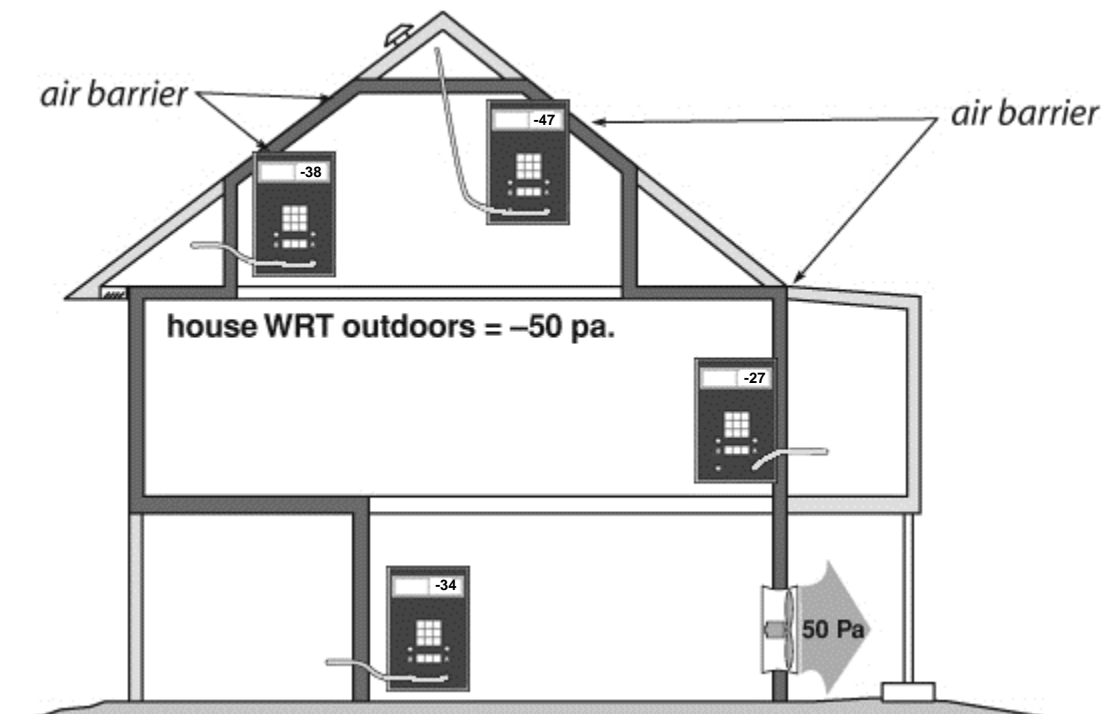 air barrier
-47
air barrier
-38
house WRT outdoors = –50 pa.
-27
-34
50 Pa